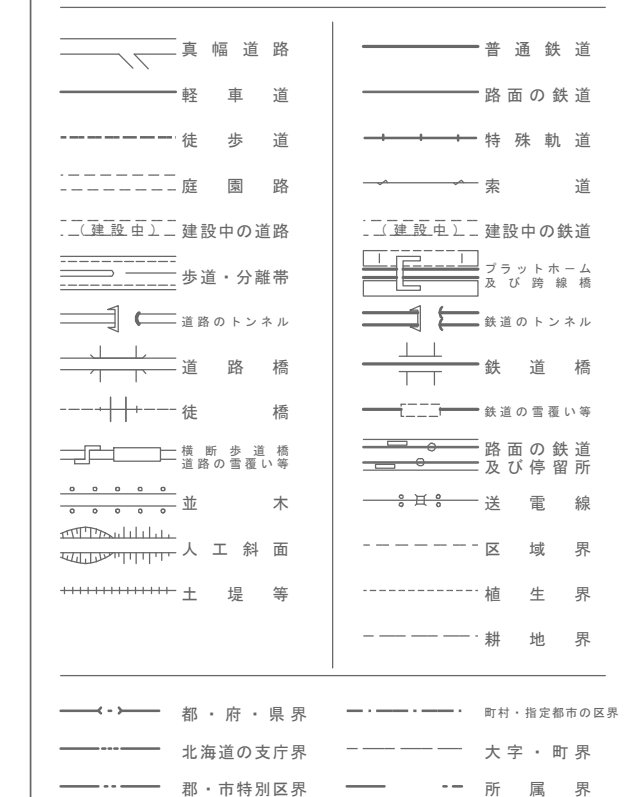 真幅道路
軽車道
徒歩道
庭園路
(建設中)
建設中の道路
歩道・分離帯
道路のトンネル
道路橋
徒橋
横断歩道橋
道路の雪覆い等
並木
人工斜面
土堤等
普通鉄道
路面の鉄道
特殊軌道
索道
(建設中)
建設中の鉄道
プラットホーム
及び跨線橋
鉄道のトンネル
鉄道橋
鉄道の雪覆い等
路面の鉄道
及び停留所
送電線
区域界
植生界
耕地界
都・府・県界
北海道の支庁界
郡・市特別区界
町村・指定都市の区界
大字・町界
所属界